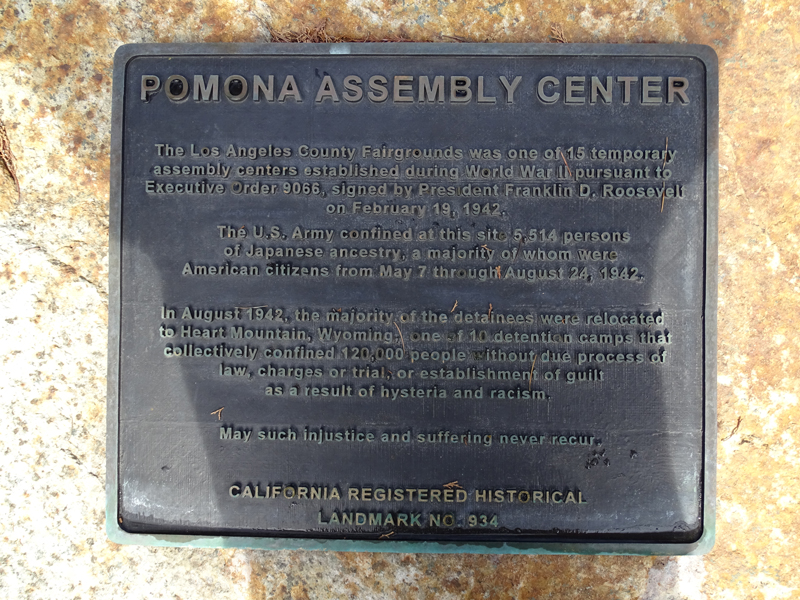 POMONA ASSEMBLY CENTER
The Los Angeles County Fairgrounds was one of 15 temporary
assembly centers established during World War II pursuant to
Executive Order 9066, signed by President Franklin D. Roosevelt
on February 19, 1942.
The U.S. Army confined at this site 5,514 persons
of Japanese ancestry, a majority of whom were
American citizens from May 7 through August 24, 1942.
In August 1942, the majority of the detainees were relocated
to Heart Mountain, Wyoming, one of 10 detention camps that
collectively confined 120,000 people without due process of
law, charges or trial, or establishment of guilt
as a result of hysteria and racism.
May such injustice and suffering never recur.
CALIFORNIA REGISTERED HISTORICAL
LANDMARK NO. 934